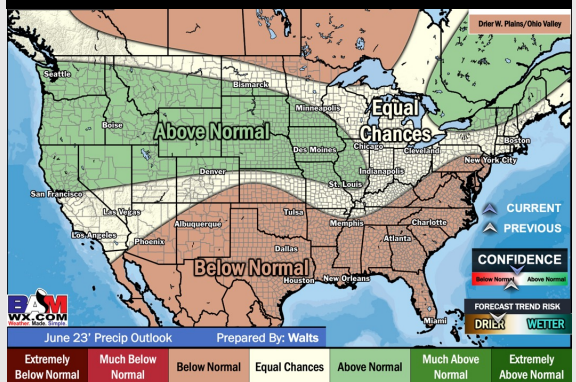 Drier W. Plains/Ohio Valley
Seattle
Bismarck
Minneapolis
Equal
Chances
Boise
Above Normal
Boston
Des Moines
Chicago
Cleveland
New York City
Denver
Indianapolis
St. Louis
San Francisco
Las Vegas
Tulsa
Memphis
Charlotte
Los Angeles
Phoenix
Albuquerque
Atlanta
CURRENT
PREVIOUS
Dallas
Below Normal
Houston
New Orleans
Miami
CONFIDENCE
Below Normal
Above Normal
FORECAST TREND RISK
DRIER
WETTER
BAM
WX.COM
Weather. Made. Simple.
June 23' Precip Outlook
Prepared By: Walts
Extremely
Below Normal
Much Below
Normal
Below Normal
Equal Chances
Above Normal
Much Above
Normal
Extremely
Above Normal